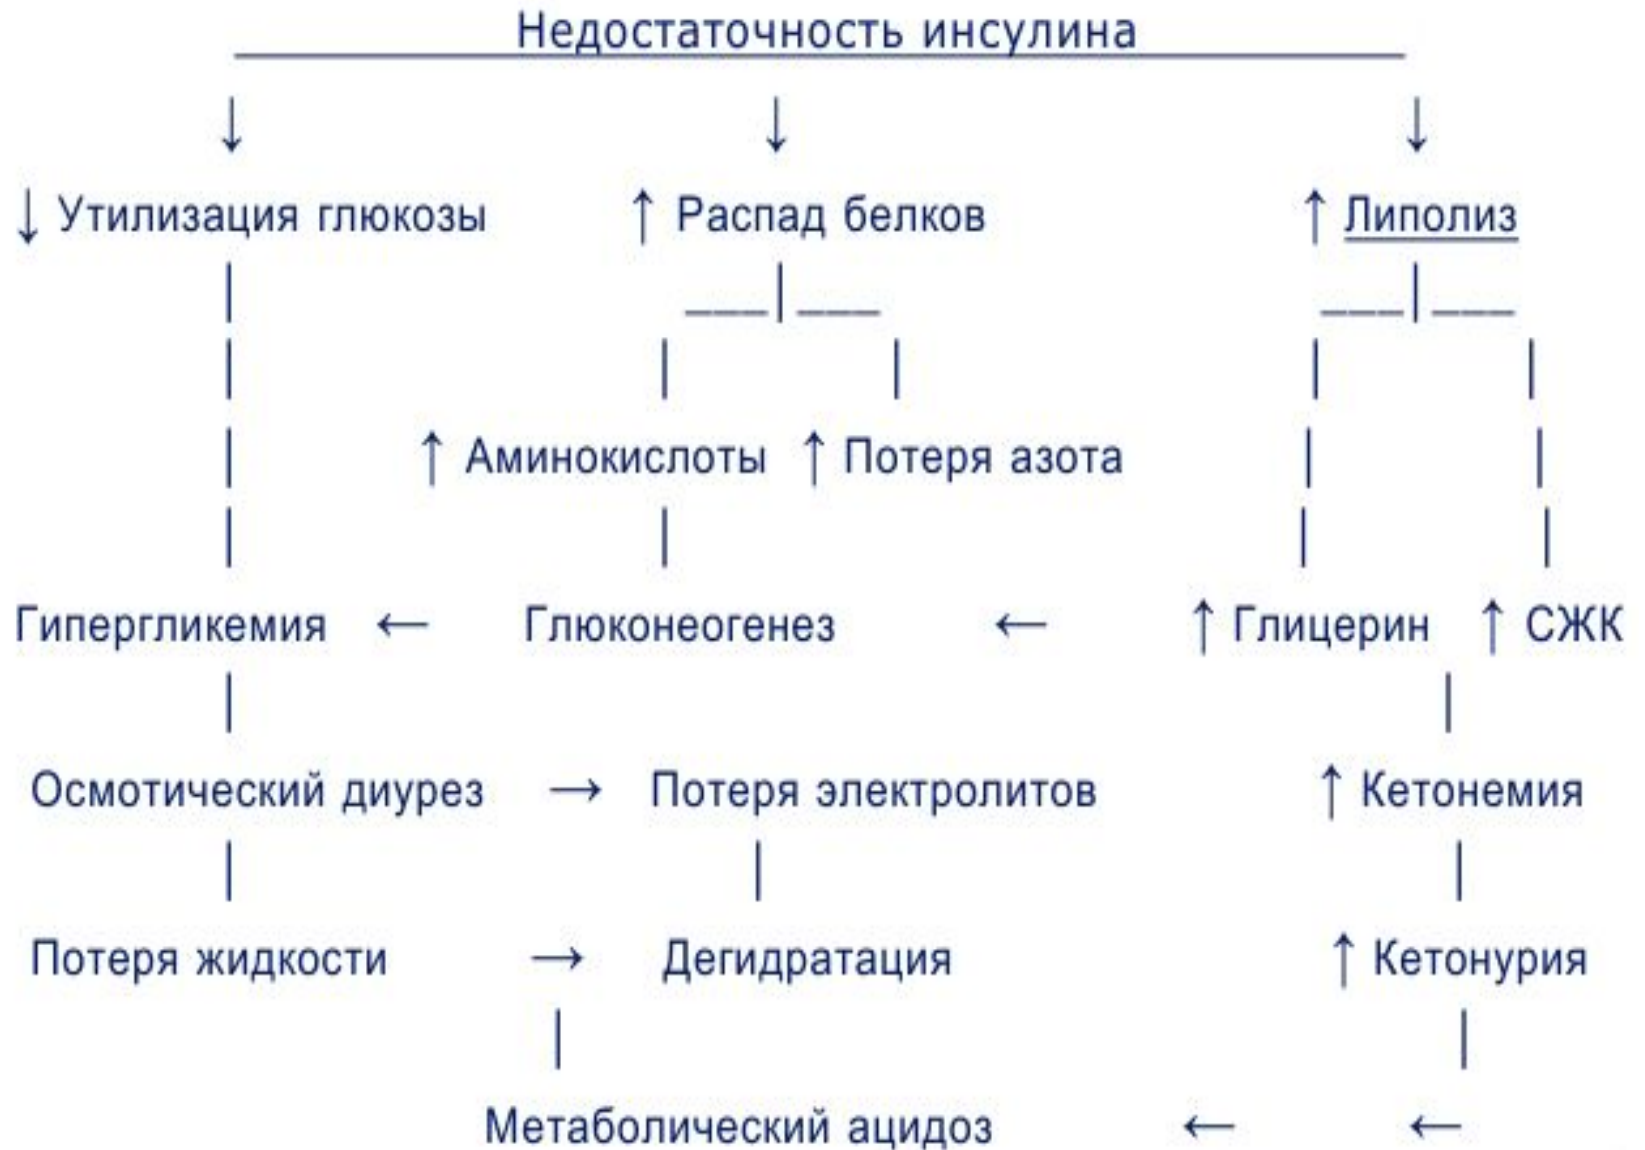 Недостаточность инсулина
↓ ↓ ↓
↓ Утилизация глюкозы ↑ Распад белков ↑ Липолиз
↑ Аминокислоты ↑ Потеря азота
Гипергликемия ← Глюконеогенез ← ↑ Глицерин ↑ СЖК
Осмотический диурез → Потеря электролитов ↑ Кетонемия
Потеря жидкости → Дегидратация ↑ Кетонурия
Метаболический ацидоз ← ←